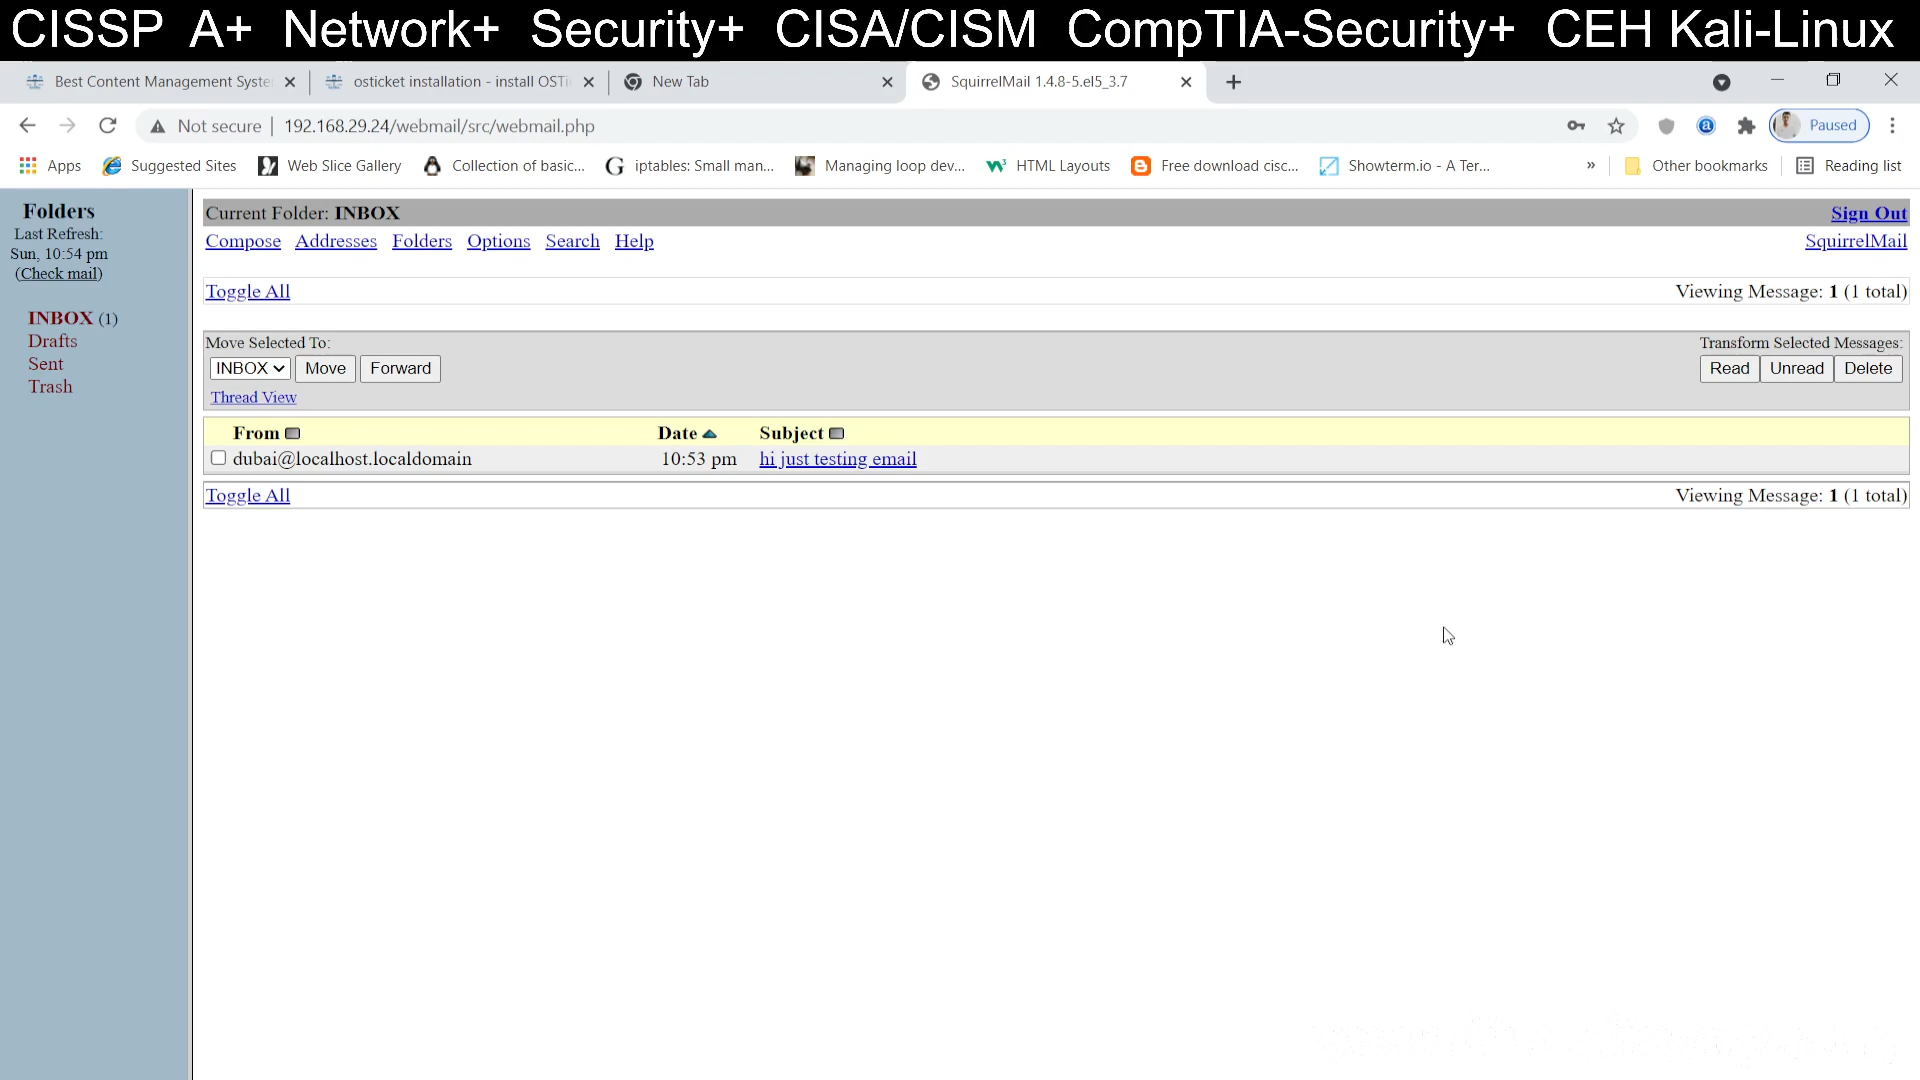 CISSP A+ Network+ Security+ CISA/CISM CompTIA-Security+ CEH Kali-Linux
Best Content Management Syste
osticket installation - install OSTi
New Tab
SquirrelMail 1.4.8-5.el5_3.7
Not secure | 192.168.29.24/webmail/src/webmail.php
Paused
Apps
Suggested Sites
Web Slice Gallery
Collection of basic...
iptables: Small man...
Managing loop dev...
HTML Layouts
Free download cisc...
Showterm.io - A Ter...
»
Other bookmarks
Reading list
Folders
Last Refresh:
Sun, 10:54 pm
(Check mail)
INBOX (1)
Drafts
Sent
Trash
Current Folder: INBOX
Sign Out
Compose Addresses Folders Options Search Help
SquirrelMail
Toggle All
Viewing Message: 1 (1 total)
Move Selected To:
Transform Selected Messages:
INBOX Move Forward
Read Unread Delete
Thread View
From Date Subject
dubai@localhost.localdomain 10:53 pm hi just testing email
Toggle All
Viewing Message: 1 (1 total)